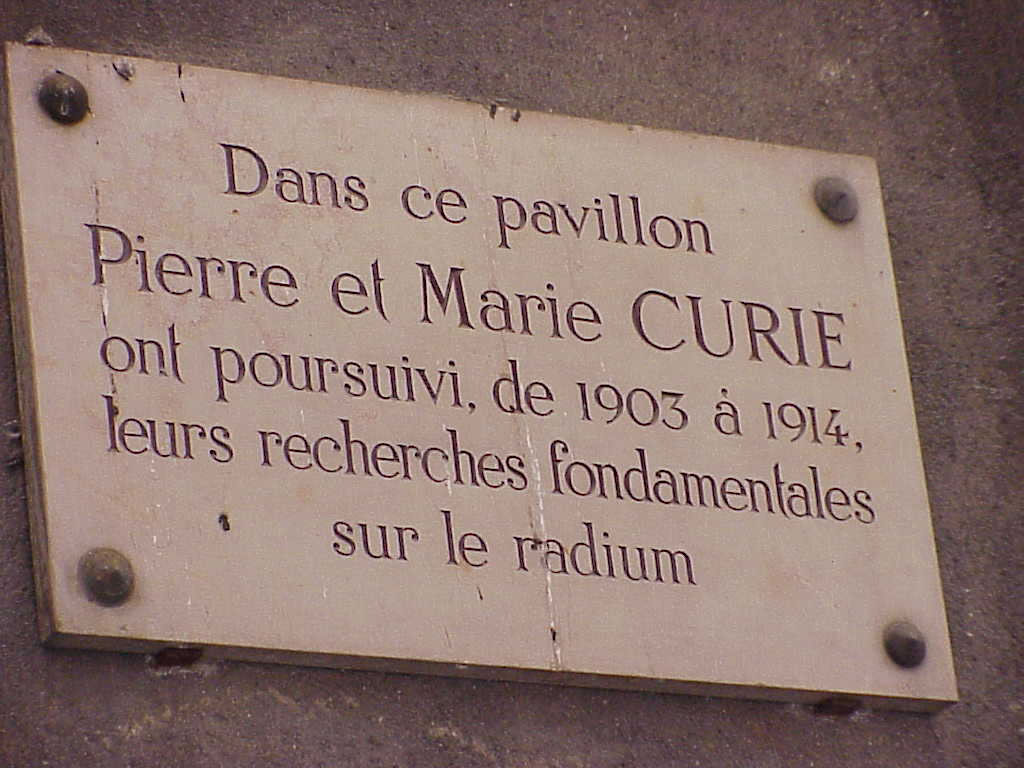 Dans ce pavillon
Pierre et Marie CURIE
ont poursuivi, de 1903 à 1914,
leurs recherches fondamentales
sur le radium